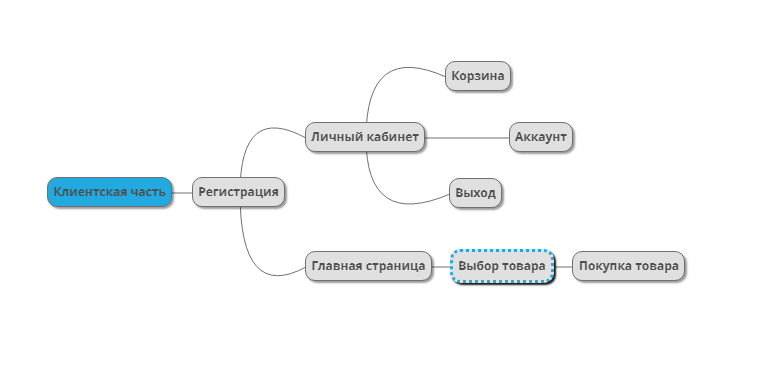 Корзина
Личный кабинет
Аккаунт
Клиентская часть
Регистрация
Выход
Главная страница
Выбор товара
Покупка товара